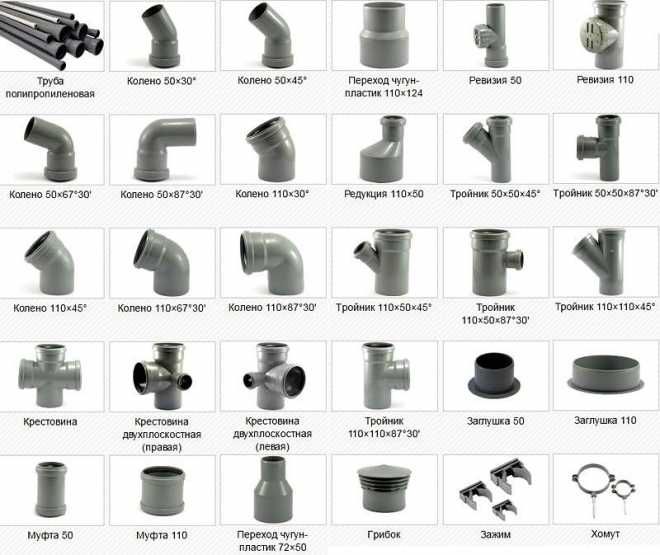 Труба
полипропиленовая
Колено 50×30°
Колено 50×45°
Переход чугун-
пластик 110×124
Ревизия 50
Ревизия 110
Колено 50×67°30'
Колено 50×87°30'
Колено 110×30°
Редукция 110×50
Тройник 50×50×45°
Тройник 50×50×87°30'
Колено 110×45°
Колено 110×67°30'
Колено 110×87°30'
Тройник 110×50×45°
Тройник
110×50×87°30'
Тройник 110×110×45°
Крестовина
Крестовина
двухплоскостная
(правая)
Крестовина
двухплоскостная
(левая)
Тройник
110×110×87°30'
Заглушка 50
Заглушка 110
Муфта 50
Муфта 110
Переход чугун-
пластик 72×50
Грибок
Зажим
Хомут